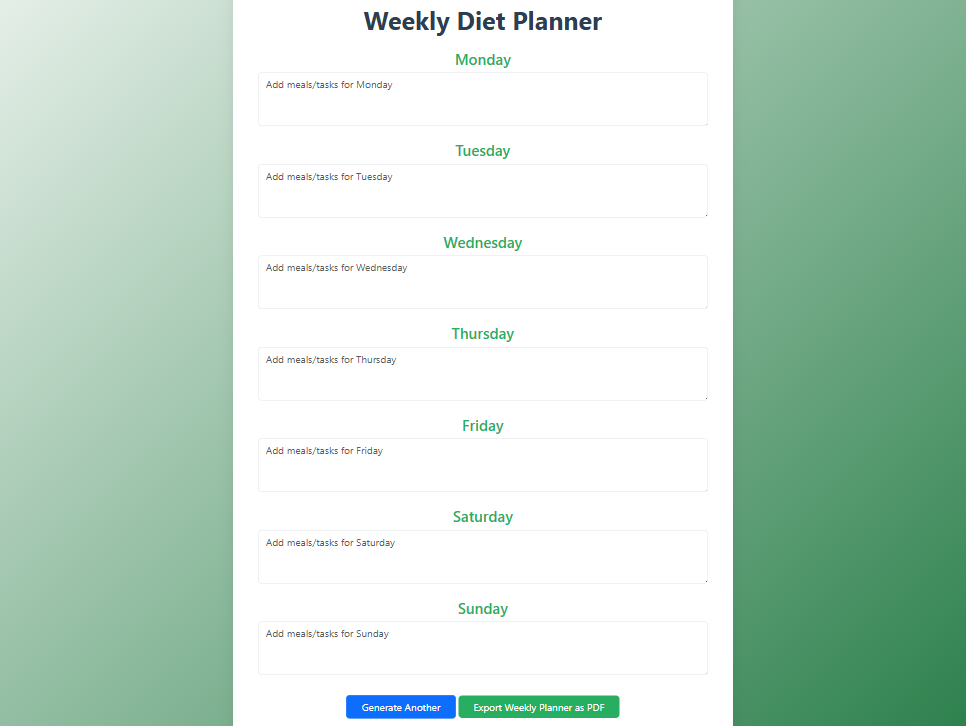 Weekly Diet Planner
Monday
Add meals/tasks for Monday
Tuesday
Add meals/tasks for Tuesday
Wednesday
Add meals/tasks for Wednesday
Thursday
Add meals/tasks for Thursday
Friday
Add meals/tasks for Friday
Saturday
Add meals/tasks for Saturday
Sunday
Add meals/tasks for Sunday
Generate Another Export Weekly Planner as PDF